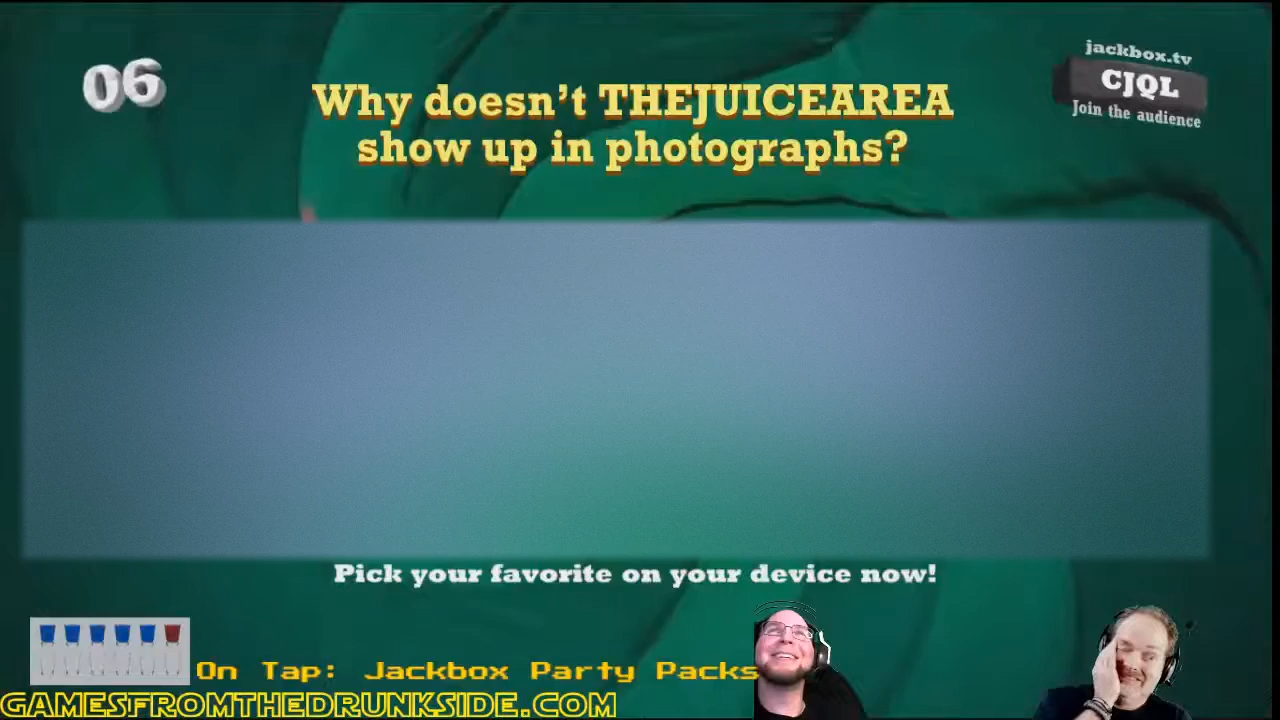 06
Why doesn't THEJUICEAREA
show up in photographs?
jackbox.tv
CJQL
Join the audience
Pick your favorite on your device now!
On Tap: Jackbox Party Packs
GAMESFROMTHEDRUNKSIDE.COM